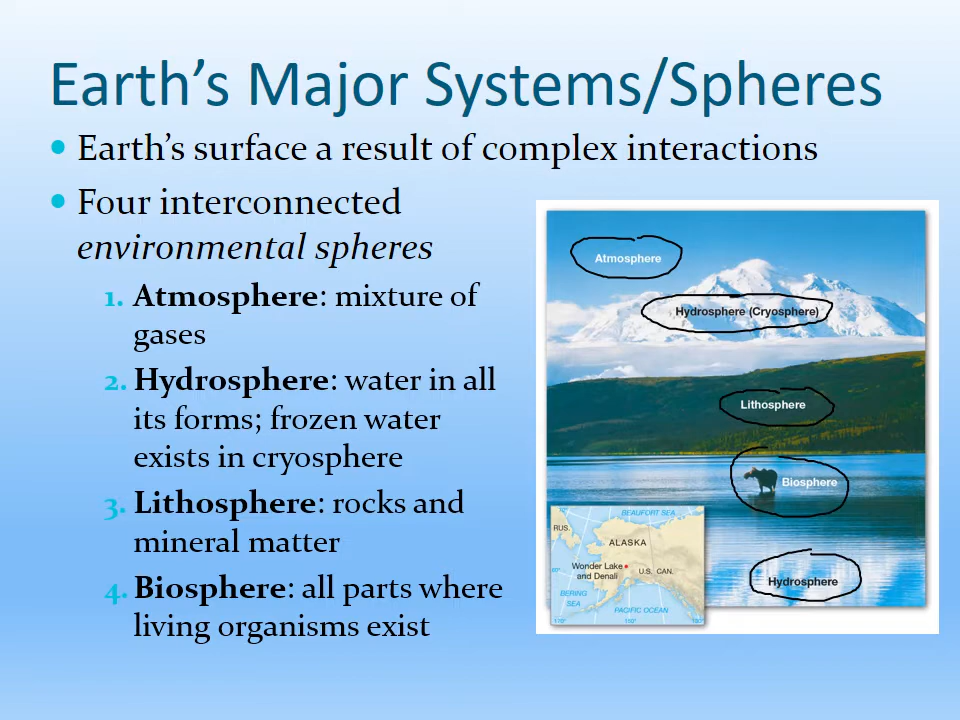 Earth's Major Systems/Spheres
• Earth's surface a result of complex interactions
• Four interconnected
environmental spheres
1. Atmosphere: mixture of
gases
2. Hydrosphere: water in all
its forms; frozen water
exists in cryosphere
3. Lithosphere: rocks and
mineral matter
4. Biosphere: all parts where
living organisms exist
Atmosphere
Hydrosphere (Cryosphere)
Lithosphere
Biosphere
Hydrosphere
BEAUFORT SEA
RUS.
ALASKA
Wonder Lake
and Denali
U.S.
CAN.
BERING
SEA
PACIFIC OCEAN